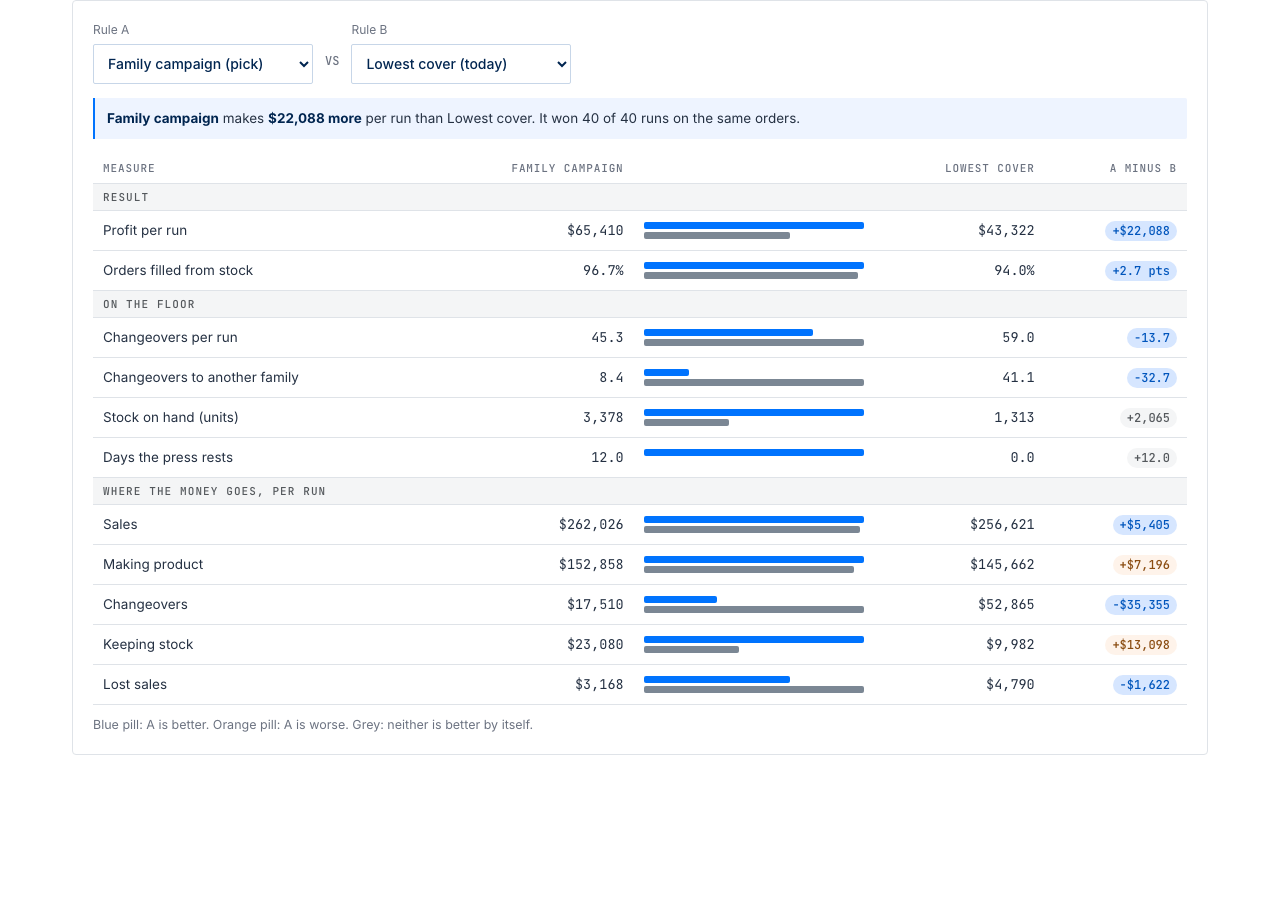 Rule A Rule B
Family campaign (pick) VS Lowest cover (today)
Family campaign makes $22,088 more per run than Lowest cover. It won 40 of 40 runs on the same orders.
MEASURE FAMILY CAMPAIGN LOWEST COVER A MINUS B
RESULT
Profit per run $65,410 $43,322 +$22,088
Orders filled from stock 96.7% 94.0% +2.7 pts
ON THE FLOOR
Changeovers per run 45.3 59.0 -13.7
Changeovers to another family 8.4 41.1 -32.7
Stock on hand (units) 3,378 1,313 +2,065
Days the press rests 12.0 0.0 +12.0
WHERE THE MONEY GOES, PER RUN
Sales $262,026 $256,621 +$5,405
Making product $152,858 $145,662 +$7,196
Changeovers $17,510 $52,865 -$35,355
Keeping stock $23,080 $9,982 +$13,098
Lost sales $3,168 $4,790 -$1,622
Blue pill: A is better. Orange pill: A is worse. Grey: neither is better by itself.